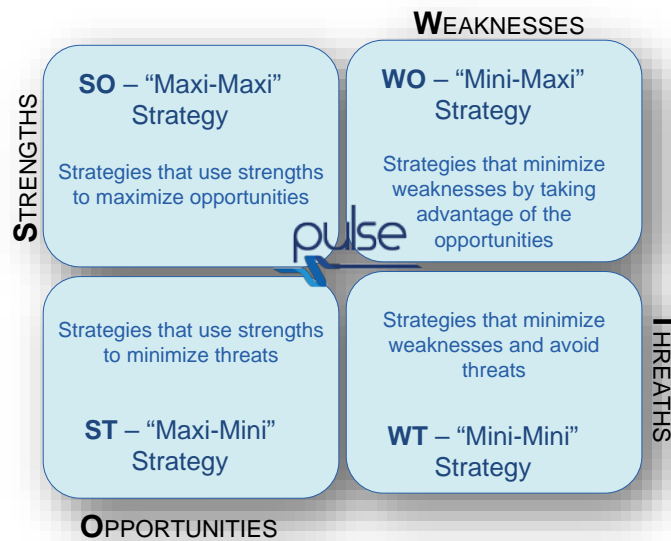 WEAKNESSES
STRENGTHS
SO – “Maxi-Maxi”
Strategy
Strategies that use strengths
to maximize opportunities
WO – “Mini-Maxi”
Strategy
Strategies that minimize
weaknesses by taking
advantage of the
opportunities
pulse
Strategies that use strengths
to minimize threats
ST – “Maxi-Mini”
Strategy
Strategies that minimize
weaknesses and avoid
threats
WT – “Mini-Mini”
Strategy
THREATHS
OPPORTUNITIES